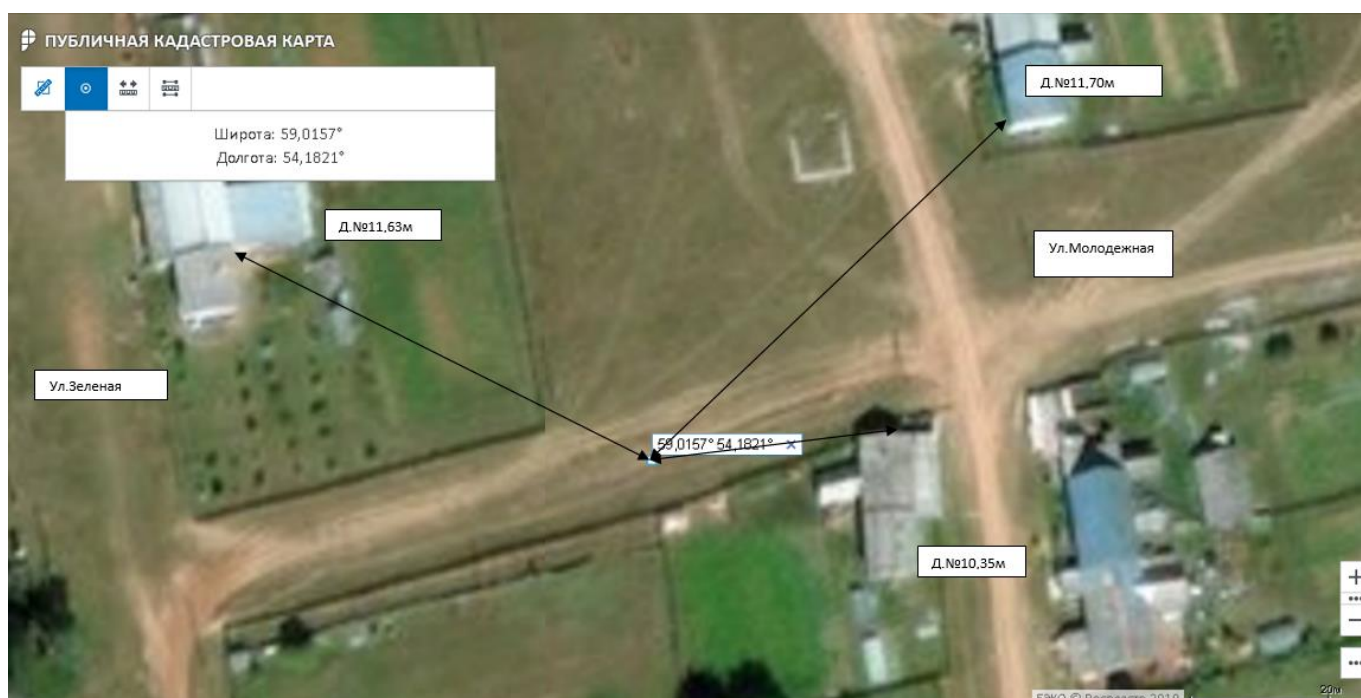 ПУБЛИЧНАЯ КАДАСТРОВАЯ КАРТА
Широта: 59,0157°
Долгота: 54,1821°
Д.№11,70м
Д.№11,63м
Ул.Молодежная
Ул.Зеленая
59,0157° 54,1821° ×
Д.№10,35м
20м